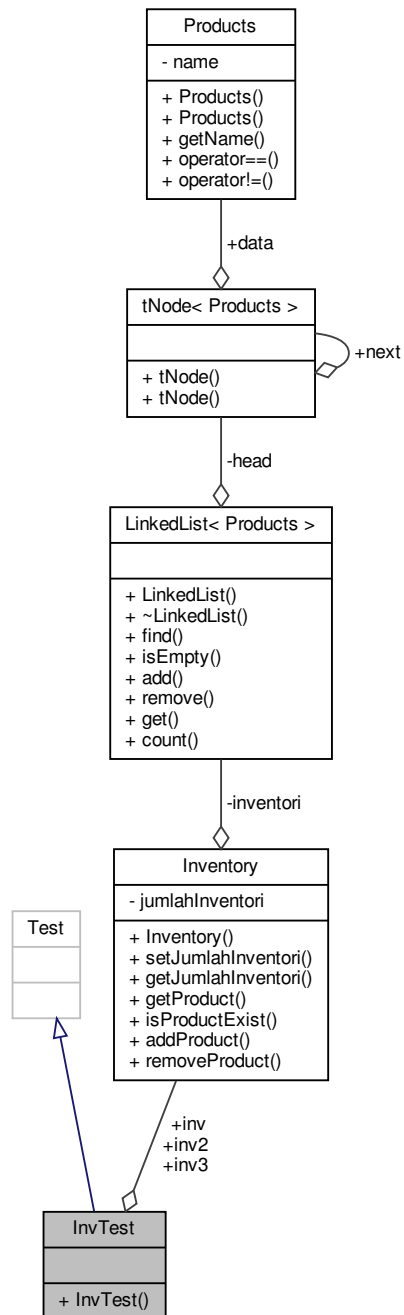 Products
- name
+ Products()
+ Products()
+ getName()
+ operator==()
+ operator!=()
+data
tNode< Products >
+next
+ tNode()
+ tNode()
-head
LinkedList< Products >
+ LinkedList()
+ ~LinkedList()
+ find()
+ isEmpty()
+ add()
+ remove()
+ get()
+ count()
-inventori
Inventory
- jumlahInventori
+ Inventory()
+ setJumlahInventori()
+ getJumlahInventori()
+ getProduct()
+ isProductExist()
+ addProduct()
+ removeProduct()
Test
+inv
+inv2
+inv3
InvTest
+ InvTest()